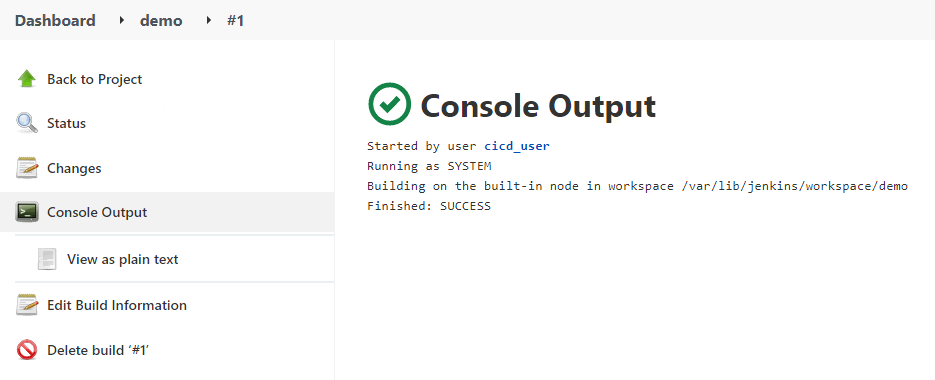 Dashboard demo #1
Back to Project
Status
Changes
Console Output
View as plain text
Edit Build Information
Delete build ‘#1’
Console Output
Started by user cicd_user
Running as SYSTEM
Building on the built-in node in workspace /var/lib/jenkins/workspace/demo
Finished: SUCCESS